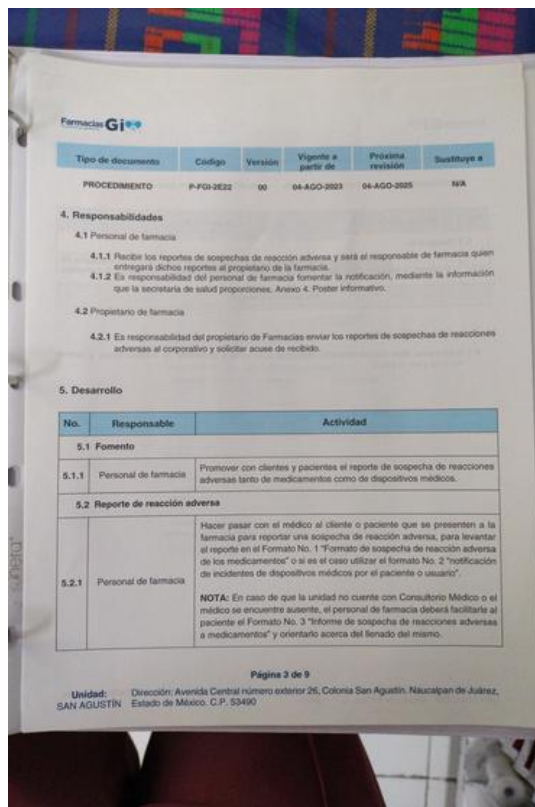 Farmacias Gi
Tipo de documento Código Versión Vigente a partir de Próxima revisión Sustituye a
PROCEDIMIENTO P-FGI-2E22 00 04-AGO-2023 04-AGO-2025 N/A
4. Responsabilidades
4.1 Personal de farmacia
4.1.1 Recibe los reportes de sospechas de reacción adversa y será el responsable de farmacia quien
entregará dichos reportes al propietario de la farmacia.
4.1.2 Es responsabilidad del personal de farmacia fomentar la notificación, mediante la información
que la secretaria de salud proporciones. Anexo 4. Poster informativo.
4.2 Propietario de farmacia
4.2.1 Es responsabilidad del propietario de Farmacias enviar los reportes de sospechas de reacciones
adversas al corporativo y solicitar acuse de recibido.
5. Desarrollo
No. Responsable Actividad
5.1 Fomento
5.1.1 Personal de farmacia
Promover con clientes y pacientes el reporte de sospecha de reacciones
adversas tanto de medicamentos como de dispositivos médicos.
5.2 Reporte de reacción adversa
5.2.1 Personal de farmacia
Hacer pasar con el médico al cliente o paciente que se presenten a la
farmacia para reportar una sospecha de reacción adversa, para levantar
el reporte en el Formato No. 1 "Formato de sospecha de reacción adversa
de los medicamentos" o si es el caso utilizar el formato No. 2 "notificación
de incidentes de dispositivos médicos por el paciente o usuario".
NOTA: En caso de que la unidad no cuente con Consultorio Médico o el
médico se encuentre ausente, el personal de farmacia deberá facilitarle al
paciente el Formato No. 3 "Informe de sospecha de reacciones adversas
a medicamentos" y orientarlo acerca del llenado del mismo.
Página 3 de 9
Unidad: Dirección: Avenida Central número exterior 26, Colonia San Agustín. Naucalpan de Juárez,
SAN AGUSTÍN Estado de México. C.P. 53490